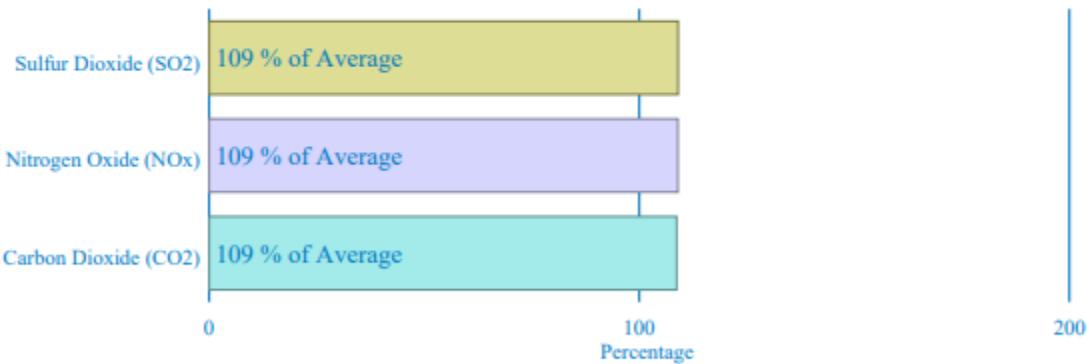 Sulfur Dioxide (SO2) 109 % of Average
Nitrogen Oxide (NOx) 109 % of Average
Carbon Dioxide (CO2) 109 % of Average
0 100 200
Percentage